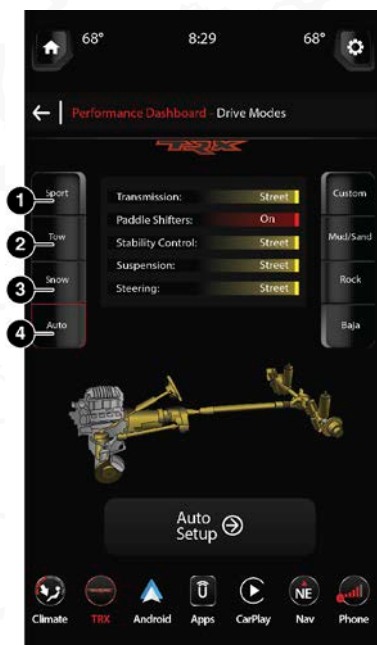 68° 8:29 68°
Performance Dashboard - Drive Modes
TRX
Sport
Tow
Snow
Auto
1
2
3
4
Transmission: Street
Paddle Shifters: On
Stability Control: Street
Suspension: Street
Steering: Street
Custom
Mud/Sand
Rock
Baja
Auto
Setup
NE
Climate TRX Android Apps CarPlay Nav Phone